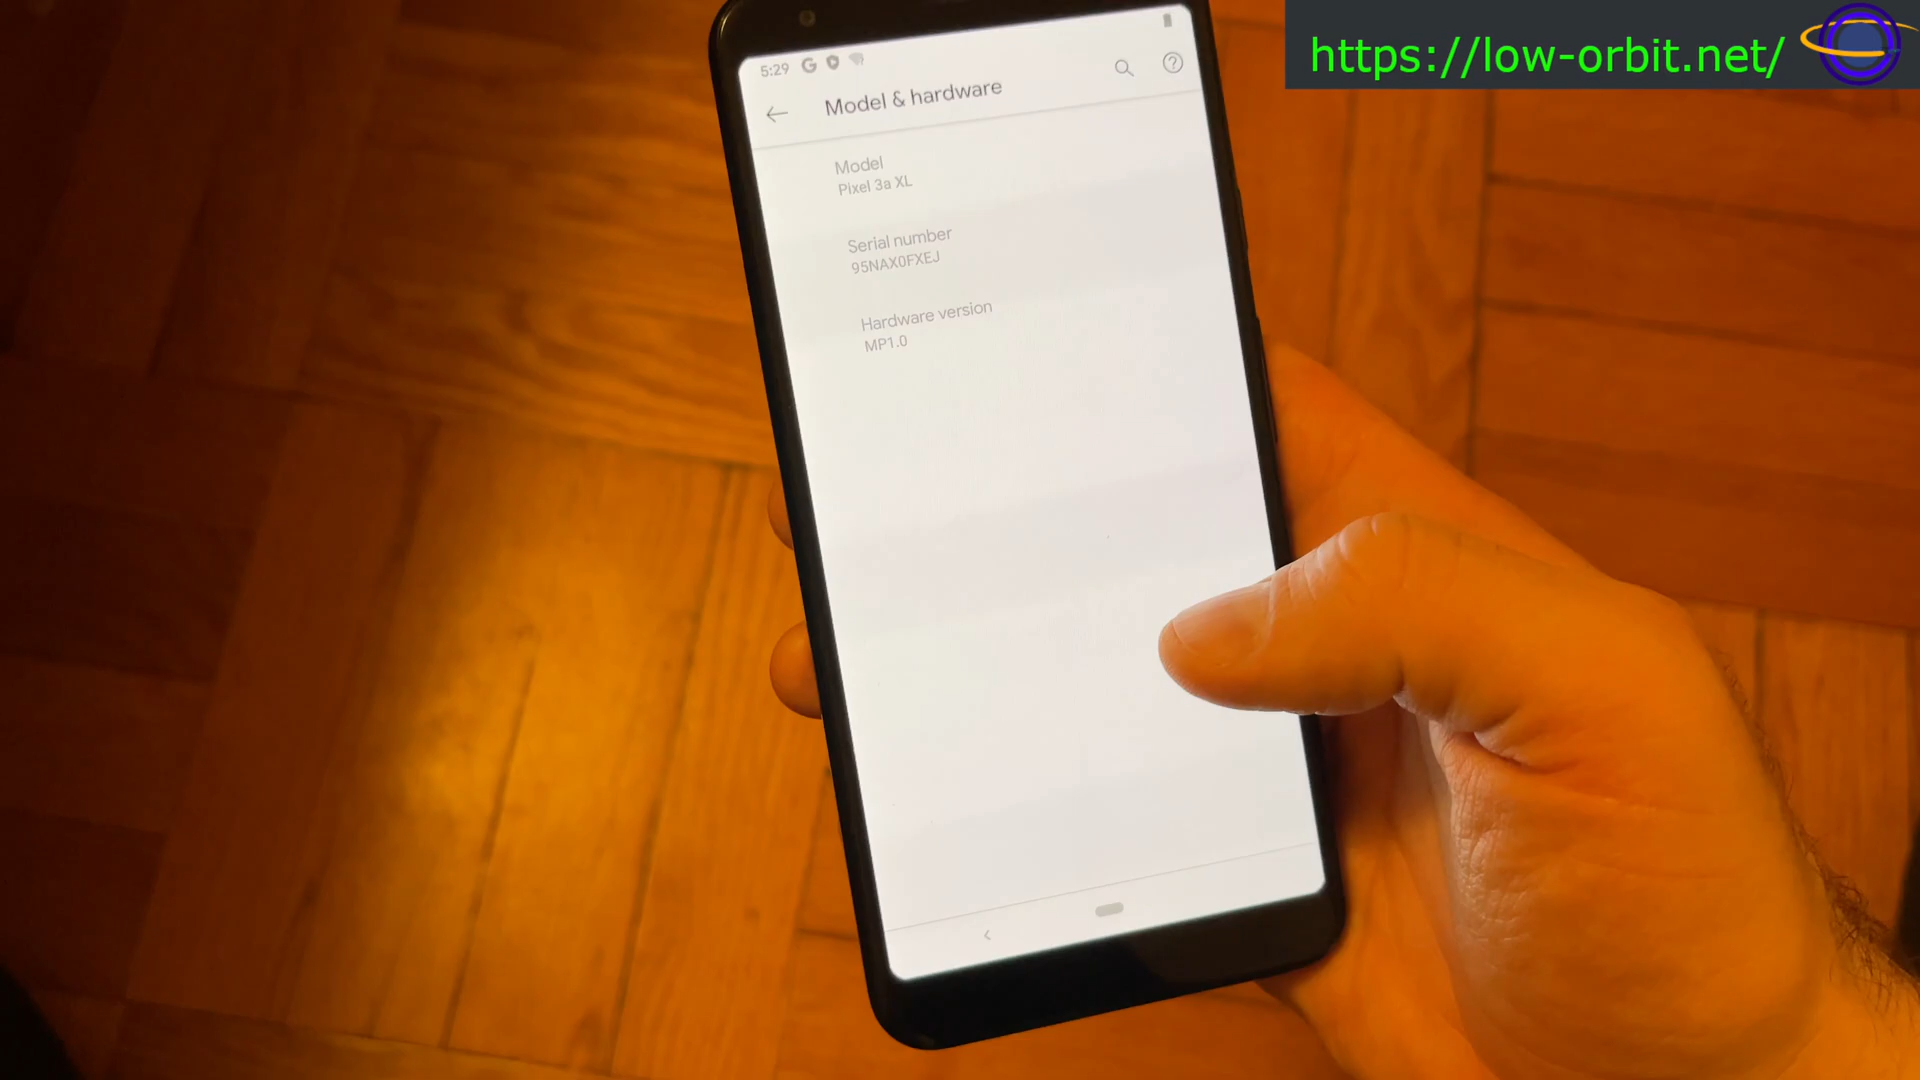 https://low-orbit.net/
5:29
Model & hardware
Model
Pixel 3a XL
Serial number
95NAX0FXEJ
Hardware version
MP1.0